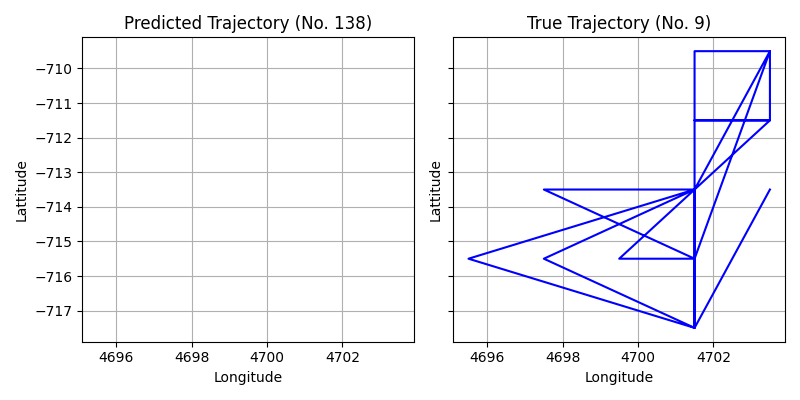 Predicted Trajectory (No. 138)
True Trajectory (No. 9)
−710
−711
−712
−713
−714
−715
−716
−717
Lattitude
Lattitude
4696 4698 4700 4702
4696 4698 4700 4702
Longitude
Longitude